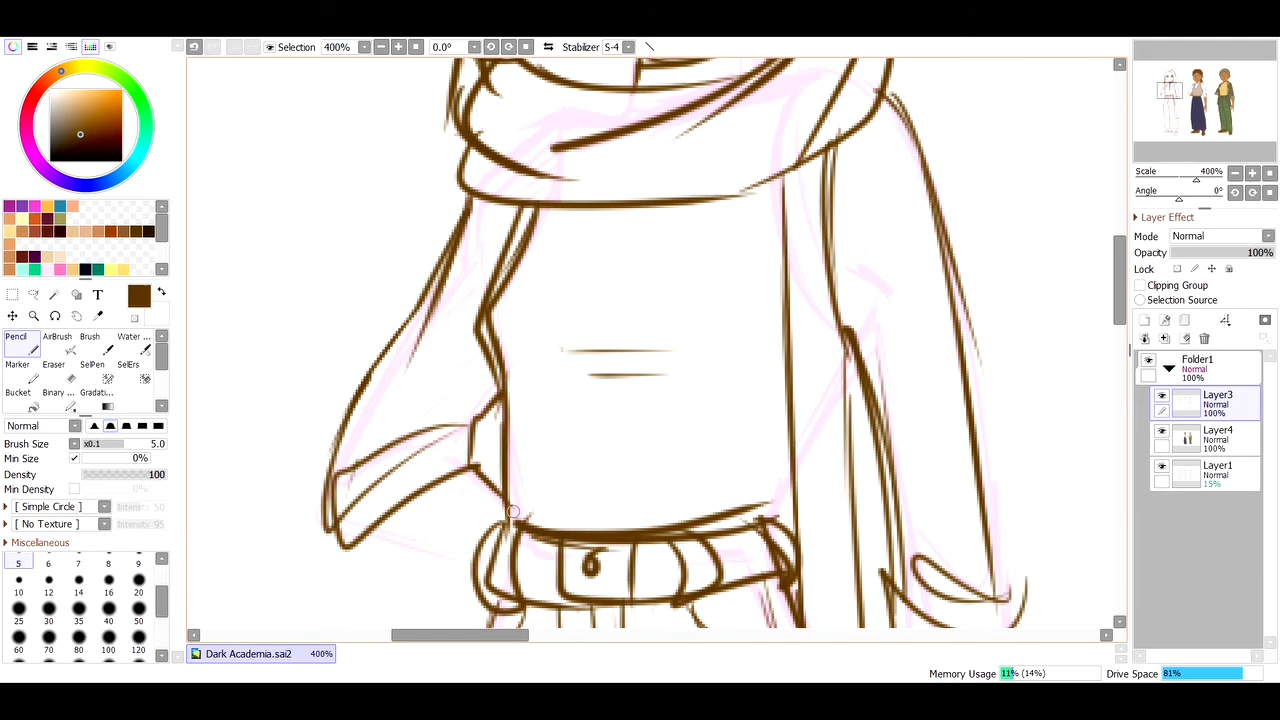 Selection 400% 0.0° Stabilizer S-4
Scale 400%
Angle 0°
Layer Effect
Mode Normal
Opacity 100%
Lock
Clipping Group
Selection Source
Folder1
Normal
100%
Layer3
Normal
100%
Layer4
Normal
100%
Layer1
Normal
15%
T
Pencil AirBrush Brush Water ...
Marker Eraser SelPen SelErs
Bucket Binary ... Gradati...
Normal
Brush Size x0.1 5.0
Min Size 0%
Density 100
Min Density 0%
[ Simple Circle ] Intensity 50
[ No Texture ] Intensity 95
Miscellaneous
5 6 7 8 9
10 12 14 16 20
25 30 35 40 50
60 70 80 100 120
Dark Academia.sai2 400%
Memory Usage 11% (14%) Drive Space 81%